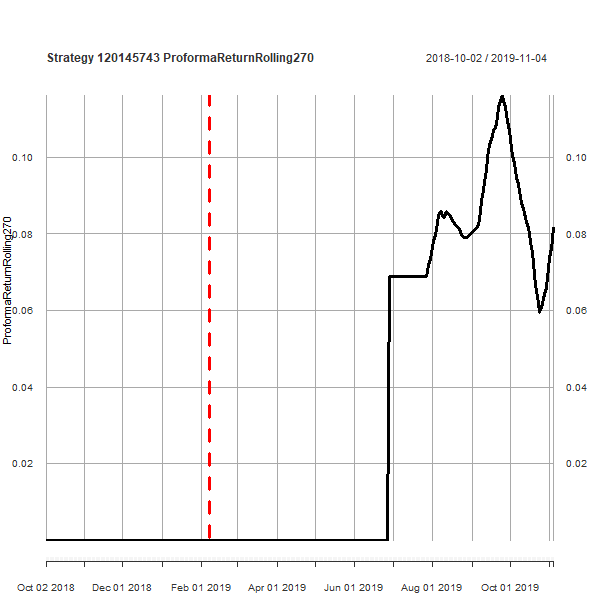 Strategy 120145743 ProformaReturnRolling270
2018-10-02 / 2019-11-04
ProformaReturnRolling270
0.10
0.08
0.06
0.04
0.02
0.10
0.08
0.06
0.04
0.02
Oct 02 2018
Dec 01 2018
Feb 01 2019
Apr 01 2019
Jun 01 2019
Aug 01 2019
Oct 01 2019